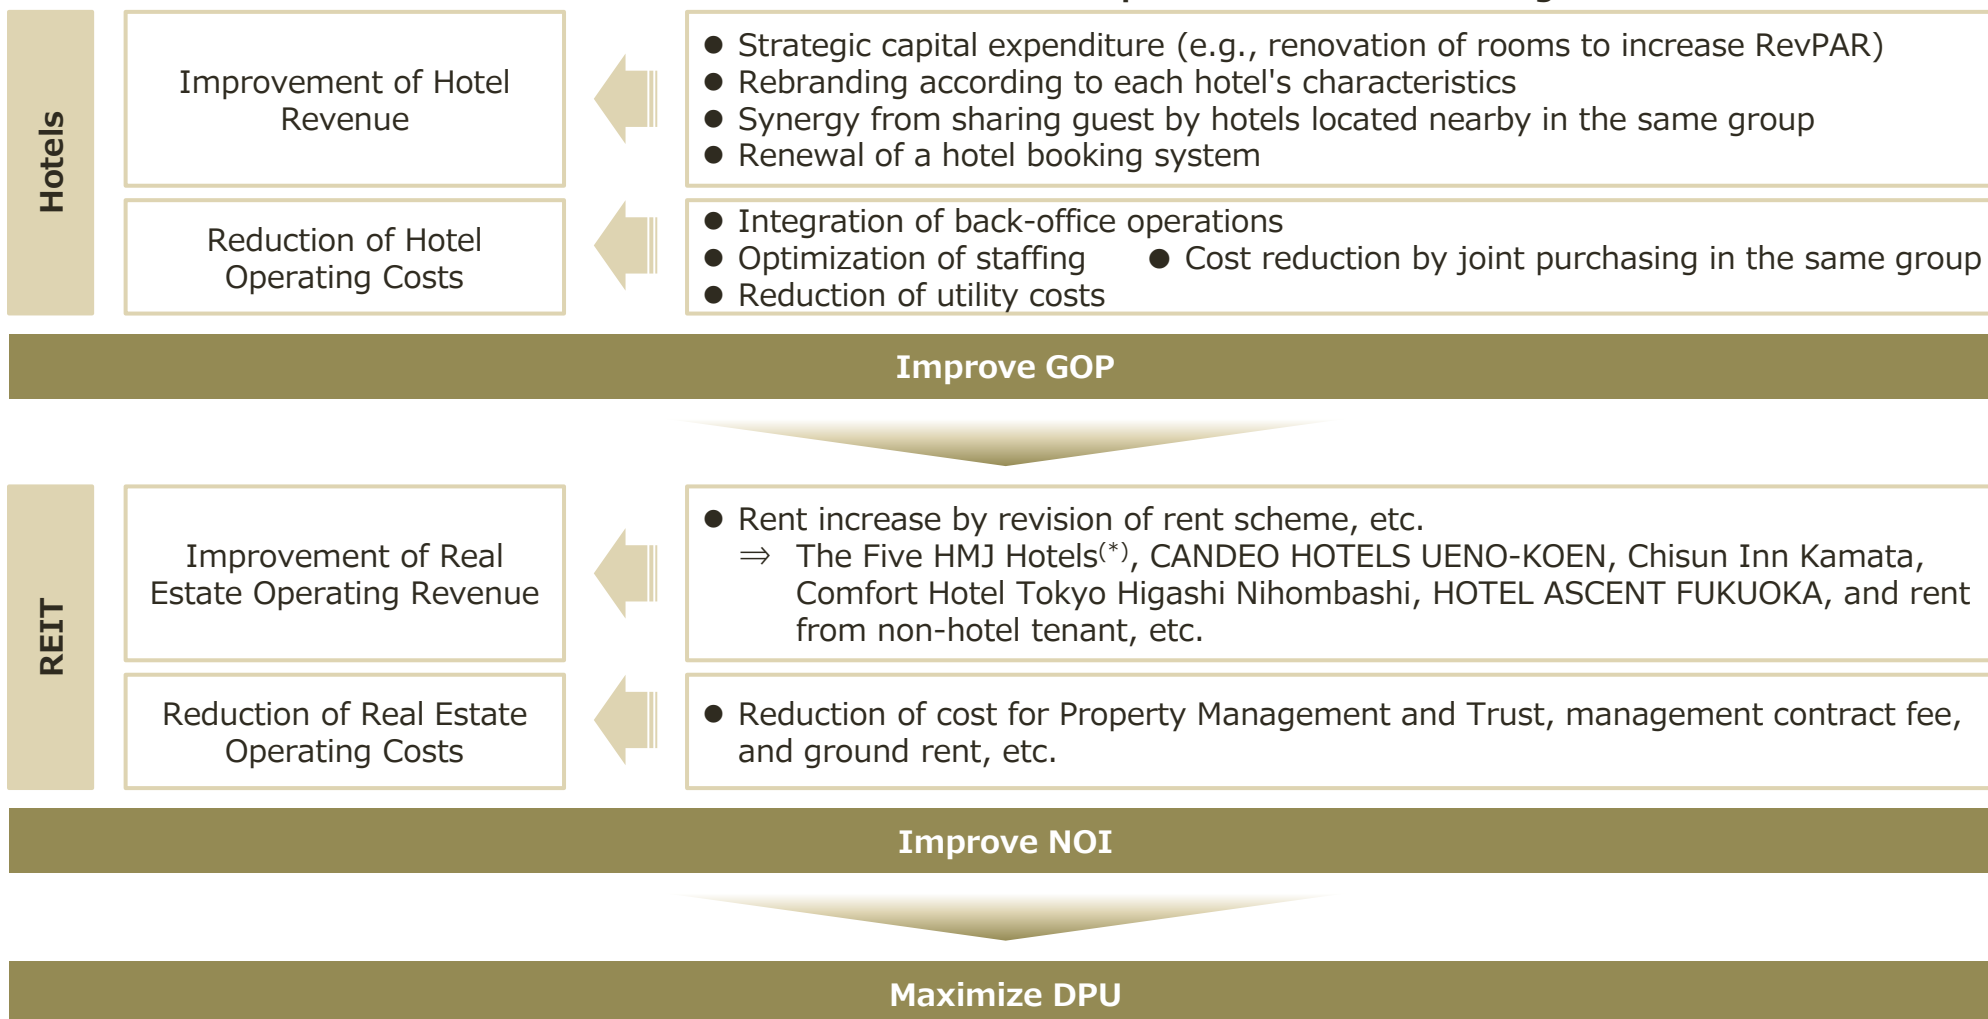 Hotels
Improvement of Hotel
Revenue
● Strategic capital expenditure (e.g., renovation of rooms to increase RevPAR)
● Rebranding according to each hotel's characteristics
● Synergy from sharing guest by hotels located nearby in the same group
● Renewal of a hotel booking system
Reduction of Hotel
Operating Costs
● Integration of back-office operations
● Optimization of staffing ● Cost reduction by joint purchasing in the same group
● Reduction of utility costs
Improve GOP
REIT
Improvement of Real
Estate Operating Revenue
● Rent increase by revision of rent scheme, etc.
⇒ The Five HMJ Hotels(*), CANDEO HOTELS UENO-KOEN, Chisun Inn Kamata,
Comfort Hotel Tokyo Higashi Nihombashi, HOTEL ASCENT FUKUOKA, and rent
from non-hotel tenant, etc.
Reduction of Real Estate
Operating Costs
● Reduction of cost for Property Management and Trust, management contract fee,
and ground rent, etc.
Improve NOI
Maximize DPU